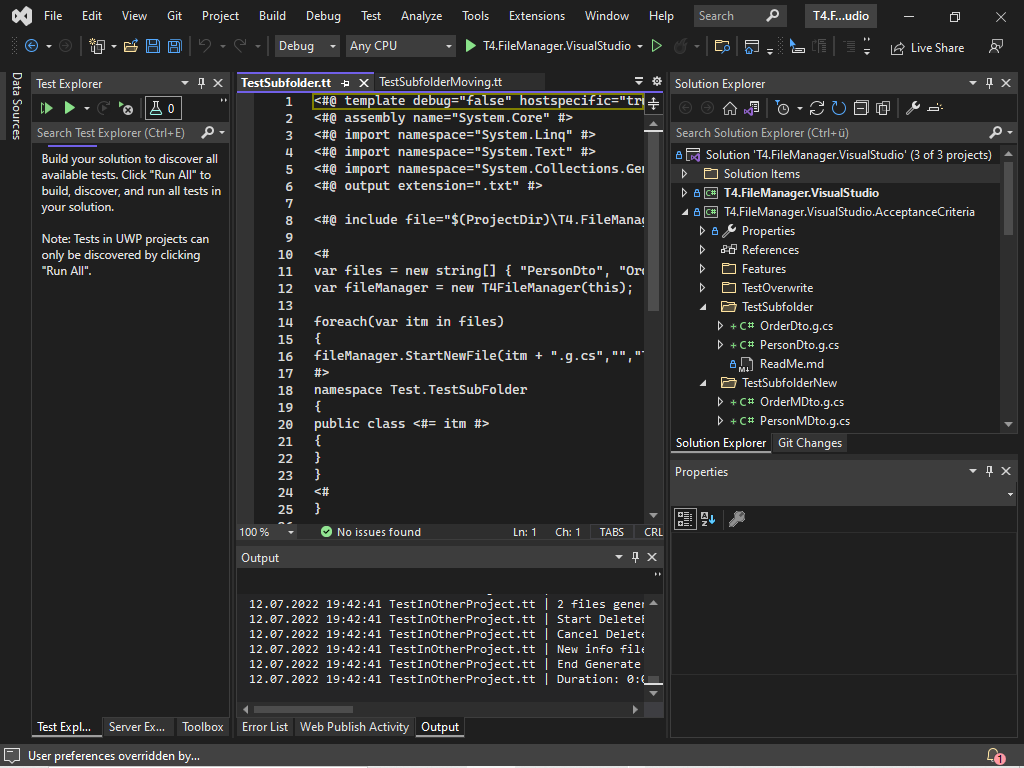 File Edit View Git Project Build Debug Test Analyze Tools Extensions Window Help Search T4.F...udio
Debug Any CPU T4.FileManager.VisualStudio Live Share
Data Sources
Test Explorer
0
Search Test Explorer (Ctrl+E)
Build your solution to discover all
available tests. Click "Run All" to
build, discover, and run all tests in
your solution.
Note: Tests in UWP projects can
only be discovered by clicking
"Run All".
Test Expl... Server Ex... Toolbox
TestSubfolder.tt TestSubfolderMoving.tt
1 <#@ template debug="false" hostspecific="tr
2 <#@ assembly name="System.Core" #>
3 <#@ import namespace="System.Linq" #>
4 <#@ import namespace="System.Text" #>
5 <#@ import namespace="System.Collections.Ger
6 <#@ output extension=".txt" #>
7
8 <#@ include file="$(ProjectDir)\T4.FileManag
9
10 <#
11 var files = new string[] { "PersonDto", "Ord
12 var fileManager = new T4FileManager(this);
13
14 foreach(var itm in files)
15 {
16 fileManager.StartNewFile(itm + ".g.cs","","T
17 #>
18 namespace Test.TestSubFolder
19 {
20 public class <#= itm #>
21 {
22 }
23 }
24 <#
25 }
100 % No issues found Ln: 1 Ch: 1 TABS CRL
Output
12.07.2022 19:42:41 TestInOtherProject.tt | 2 files gener
12.07.2022 19:42:41 TestInOtherProject.tt | Start DeleteE
12.07.2022 19:42:41 TestInOtherProject.tt | Cancel Delete
12.07.2022 19:42:41 TestInOtherProject.tt | New info file
12.07.2022 19:42:41 TestInOtherProject.tt | End Generate
12.07.2022 19:42:41 TestInOtherProject.tt | Duration: 0:0
Error List Web Publish Activity Output
Solution Explorer
Search Solution Explorer (Ctrl+ü)
Solution 'T4.FileManager.VisualStudio' (3 of 3 projects)
Solution Items
T4.FileManager.VisualStudio
T4.FileManager.VisualStudio.AcceptanceCriteria
Properties
References
Features
TestOverwrite
TestSubfolder
+ C# OrderDto.g.cs
+ C# PersonDto.g.cs
ReadMe.md
TestSubfolderNew
+ C# OrderMDto.g.cs
+ C# PersonMDto.g.cs
Solution Explorer Git Changes
Properties
User preferences overridden by...
1